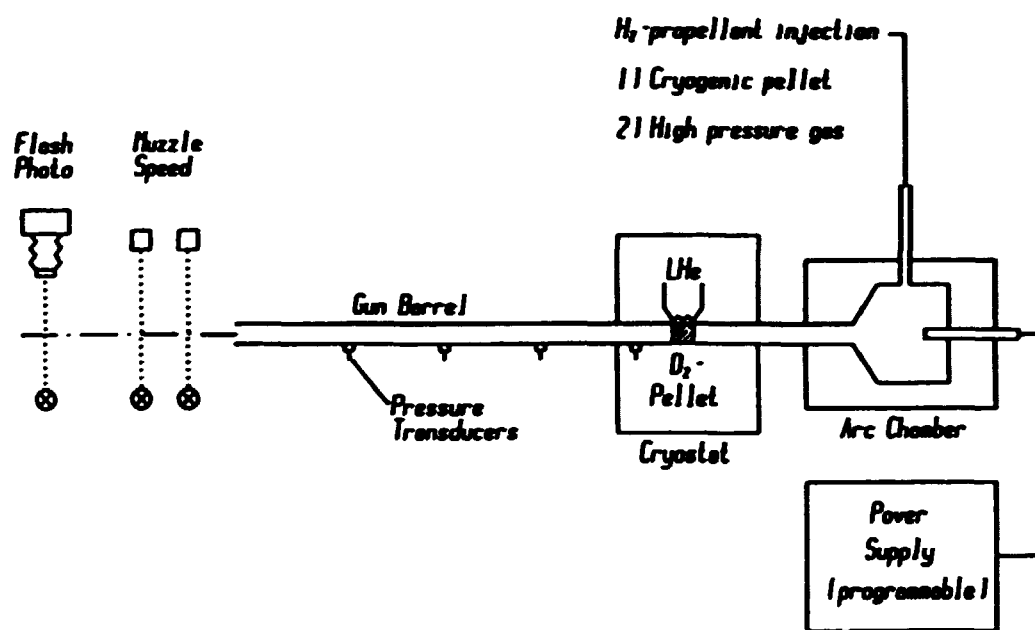 H₂-propellant injection
1) Cryogenic pellet
2) High pressure gas
Flash
Photo
Muzzle
Speed
LHe
Gun Barrel
D₂-
Pellet
Pressure
Transducers
Cryostat
Arc Chamber
Power
Supply
(programmable)